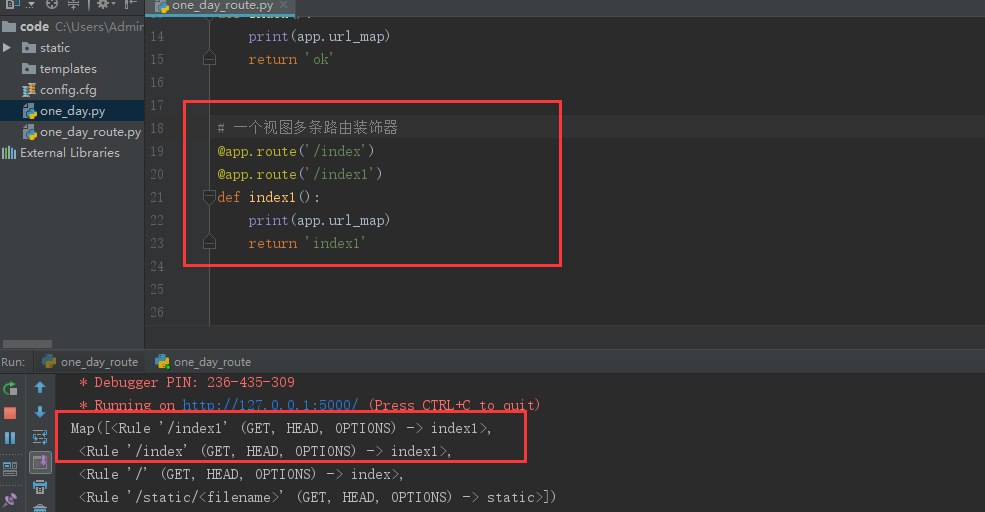 one_day_route.py
code C:\Users\Admin
static
templates
config.cfg
one_day.py
one_day_route.py
External Libraries
14 print(app.url_map)
15 return 'ok'
16
17
18 # 一个视图多条路由装饰器
19 @app.route('/index')
20 @app.route('/index1')
21 def index1():
22 print(app.url_map)
23 return 'index1'
24
25
26
Run: one_day_route one_day_route
* Debugger PIN: 236-435-309
* Running on http://127.0.0.1:5000/ (Press CTRL+C to quit)
Map([<Rule '/index1' (GET, HEAD, OPTIONS) -> index1>,
<Rule '/index' (GET, HEAD, OPTIONS) -> index1>,
<Rule '/' (GET, HEAD, OPTIONS) -> index>,
<Rule '/static/<filename>' (GET, HEAD, OPTIONS) -> static>])